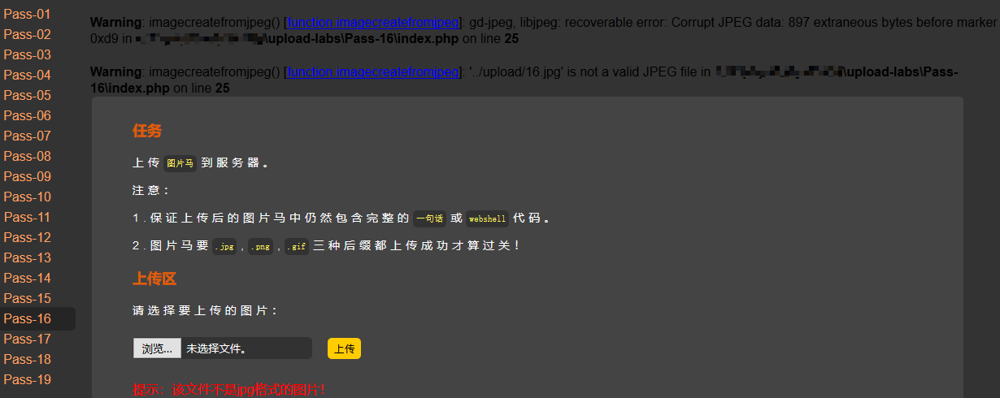 Pass-01
Pass-02
Pass-03
Pass-04
Pass-05
Pass-06
Pass-07
Pass-08
Pass-09
Pass-10
Pass-11
Pass-12
Pass-13
Pass-14
Pass-15
Pass-16
Pass-17
Pass-18
Pass-19
Warning: imagecreatefromjpeg() [function.imagecreatefromjpeg]: gd-jpeg, libjpeg: recoverable error: Corrupt JPEG data: 897 extraneous bytes before marker
0xd9 in \upload-labs\Pass-16\index.php on line 25
Warning: imagecreatefromjpeg() [function.imagecreatefromjpeg]: '../upload/16.jpg' is not a valid JPEG file in \upload-labs\Pass-
16\index.php on line 25
任务
上传 图片马 到服务器。
注意：
1.保证上传后的图片马中仍然包含完整的 一句话 或 webshell 代码。
2.图片马要 .jpg , .png , .gif 三种后缀都上传成功才算过关！
上传区
请选择要上传的图片：
浏览... 未选择文件。 上传
提示：该文件不是jpg格式的图片！